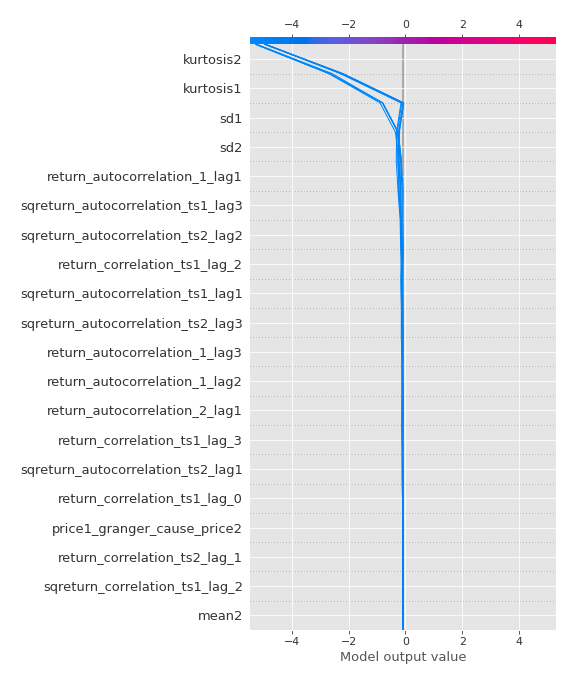 −4 −2 0 2 4
kurtosis2
kurtosis1
sd1
sd2
return_autocorrelation_1_lag1
sqreturn_autocorrelation_ts1_lag3
sqreturn_autocorrelation_ts2_lag2
return_correlation_ts1_lag_2
sqreturn_autocorrelation_ts1_lag1
sqreturn_autocorrelation_ts2_lag3
return_autocorrelation_1_lag3
return_autocorrelation_1_lag2
return_autocorrelation_2_lag1
return_correlation_ts1_lag_3
sqreturn_autocorrelation_ts2_lag1
return_correlation_ts1_lag_0
price1_granger_cause_price2
return_correlation_ts2_lag_1
sqreturn_correlation_ts1_lag_2
mean2
−4 −2 0 2 4
Model output value